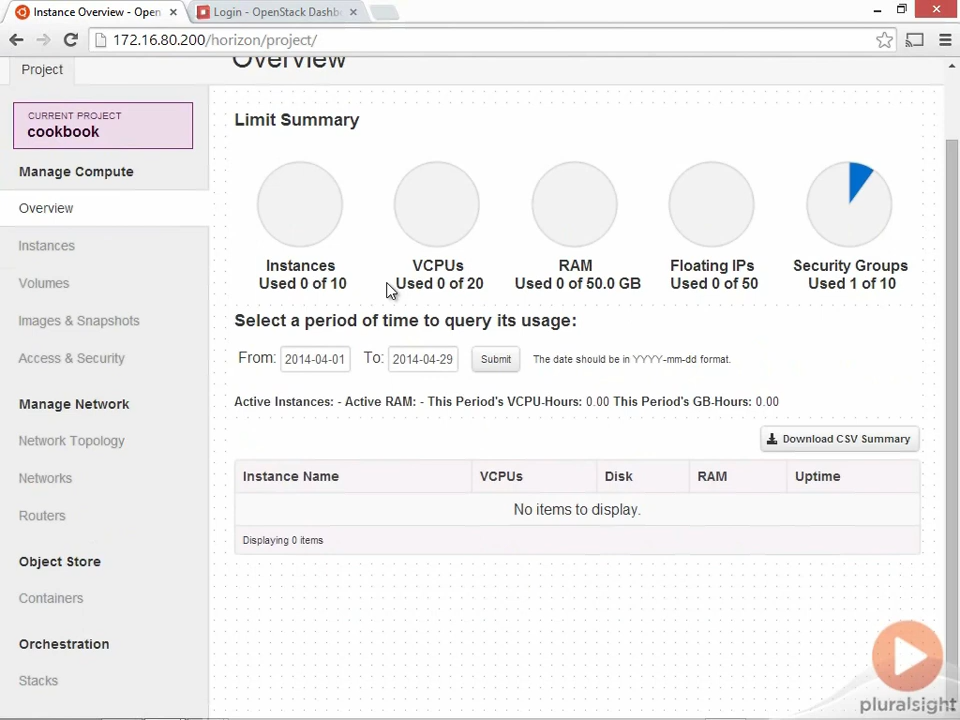 Instance Overview - Open
Login - OpenStack Dashb
172.16.80.200/horizon/project/
Project
Overview
CURRENT PROJECT
cookbook
Manage Compute
Overview
Instances
Volumes
Images & Snapshots
Access & Security
Manage Network
Network Topology
Networks
Routers
Object Store
Containers
Orchestration
Stacks
Limit Summary
Instances
Used 0 of 10
VCPUs
Used 0 of 20
RAM
Used 0 of 50.0 GB
Floating IPs
Used 0 of 50
Security Groups
Used 1 of 10
Select a period of time to query its usage:
From: 2014-04-01 To: 2014-04-29 Submit The date should be in YYYY-mm-dd format.
Active Instances: - Active RAM: - This Period's VCPU-Hours: 0.00 This Period's GB-Hours: 0.00
Download CSV Summary
Instance Name VCPUs Disk RAM Uptime
No items to display.
Displaying 0 items
pluralsight